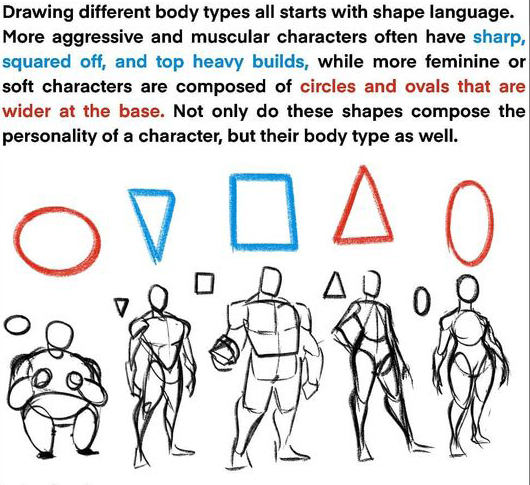 Drawing different body types all starts with shape language.
More aggressive and muscular characters often have sharp,
squared off, and top heavy builds, while more feminine or
soft characters are composed of circles and ovals that are
wider at the base. Not only do these shapes compose the
personality of a character, but their body type as well.